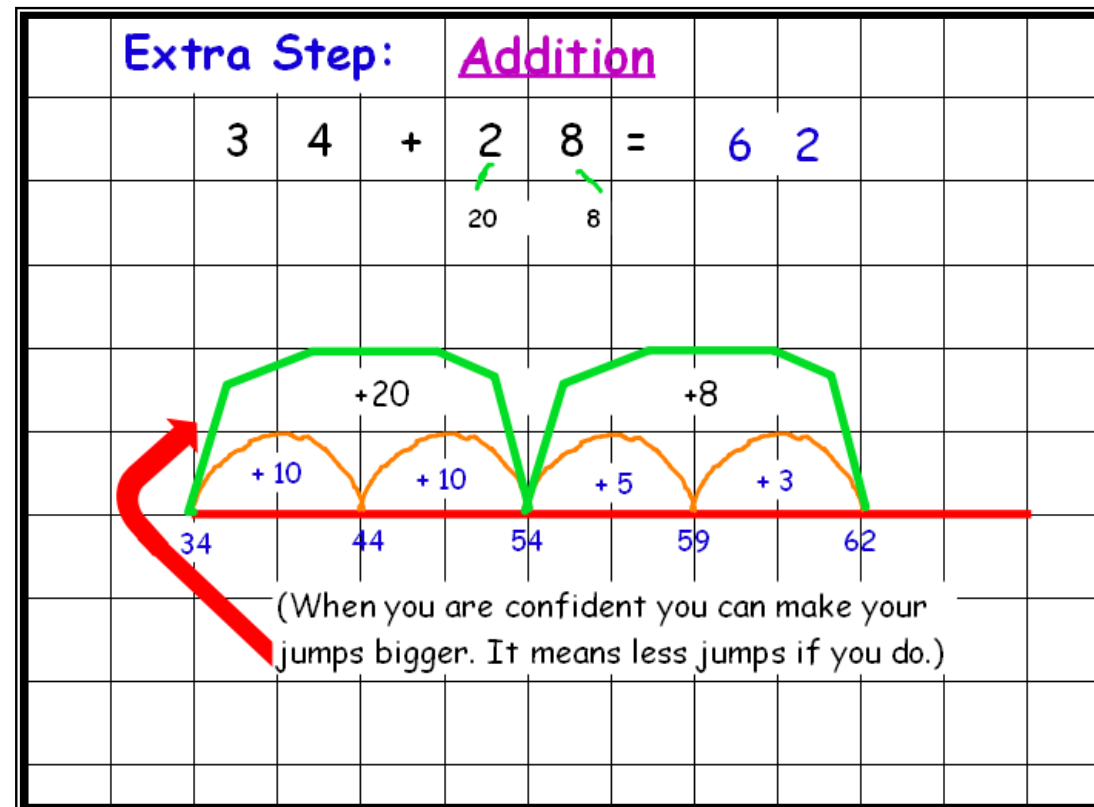 Extra Step: Addition
3 4 + 2 8 = 6 2
20 8
+20 +8
+ 10 + 10 + 5 + 3
34 44 54 59 62
(When you are confident you can make your
jumps bigger. It means less jumps if you do.)